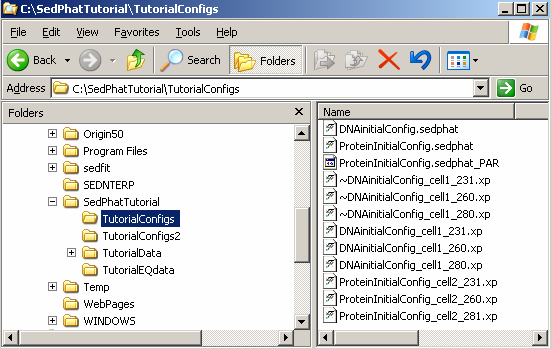 C:\SedPhatTutorial\TutorialConfigs
File Edit View Favorites Tools Help
Back Search Folders
Address C:\SedPhatTutorial\TutorialConfigs Go
Folders
Origin50
Program Files
sedfit
SEDNTERP
SedPhatTutorial
TutorialConfigs
TutorialConfigs2
TutorialData
TutorialEQdata
Temp
WebPages
WINDOWS
Name
DNAinitialConfig.sedphat
ProteinInitialConfig.sedphat
ProteinInitialConfig.sedphat_PAR
~DNAinitialConfig_cell1_231.xp
~DNAinitialConfig_cell1_260.xp
~DNAinitialConfig_cell1_280.xp
DNAinitialConfig_cell1_231.xp
DNAinitialConfig_cell1_260.xp
DNAinitialConfig_cell1_280.xp
ProteinInitialConfig_cell2_231.xp
ProteinInitialConfig_cell2_260.xp
ProteinInitialConfig_cell2_281.xp